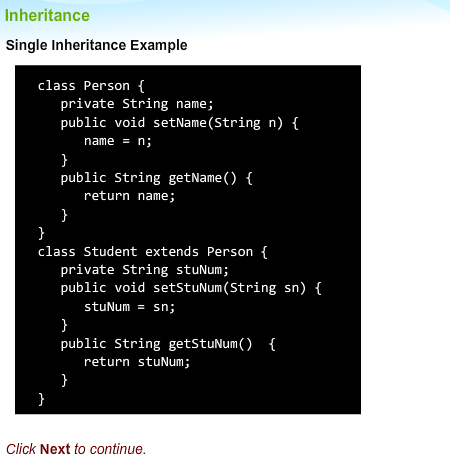 Inheritance
Single Inheritance Example
class Person {
private String name;
public void setName(String n) {
name = n;
}
public String getName() {
return name;
}
}
class Student extends Person {
private String stuNum;
public void setStuNum(String sn) {
stuNum = sn;
}
public String getStuNum()  {
return stuNum;
}
}
Click Next to continue.